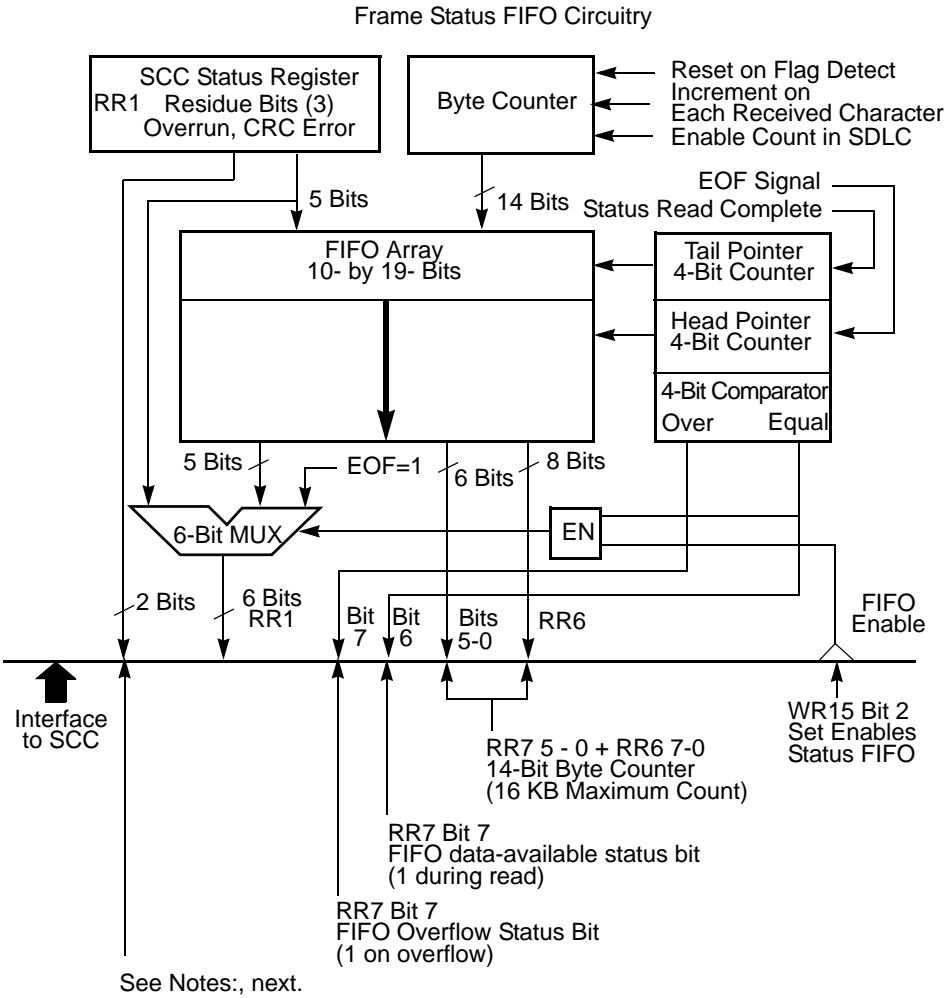 Frame Status FIFO Circuitry
SCC Status Register
RR1
Residue Bits (3)
Overrun, CRC Error
Byte Counter
Reset on Flag Detect
Increment on
Each Received Character
Enable Count in SDLC
EOF Signal
Status Read Complete
5 Bits
14 Bits
FIFO Array
10- by 19- Bits
Tail Pointer
4-Bit Counter
Head Pointer
4-Bit Counter
4-Bit Comparator
Over
Equal
5 Bits
EOF=1
6 Bits
8 Bits
6-Bit MUX
EN
2 Bits
6 Bits
RR1
Bit
7
Bit
6
Bits
5-0
RR6
FIFO
Enable
Interface
to SCC
RR7 5 - 0 + RR6 7-0
14-Bit Byte Counter
(16 KB Maximum Count)
WR15 Bit 2
Set Enables
Status FIFO
RR7 Bit 7
FIFO data-available status bit
(1 during read)
RR7 Bit 7
FIFO Overflow Status Bit
(1 on overflow)
See Notes:, next.